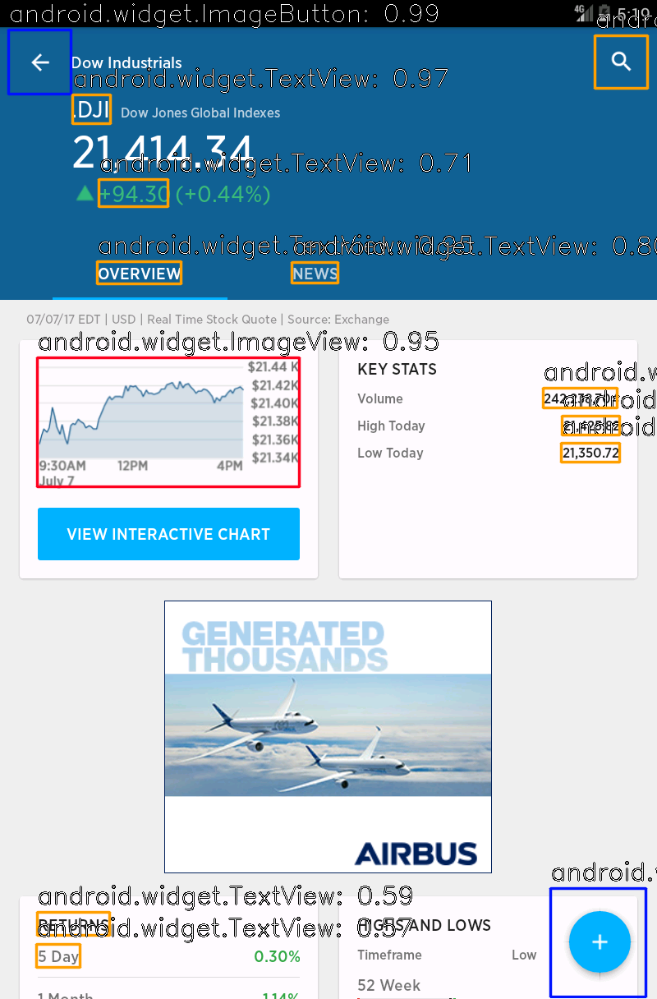 android.widget.ImageButton: 0.99
4G 5:19
Dow Industrials
android.widget.TextView: 0.97
.DJI Dow Jones Global Indexes
21,414.34
android.widget.TextView: 0.71
+94.30 (+0.44%)
android.widget.TextView: 0.95 android.widget.TextView: 0.80
OVERVIEW NEWS
07/07/17 EDT | USD | Real Time Stock Quote | Source: Exchange
android.widget.ImageView: 0.95
$21.44 K
$21.42K
$21.40K
$21.38K
$21.36K
$21.34K
9:30AM 12PM 4PM
July 7
VIEW INTERACTIVE CHART
KEY STATS
android.w
Volume
android
High Today
android
Low Today 21,350.72
GENERATED
THOUSANDS
AIRBUS
android.w
android.widget.TextView: 0.59
RETURNS
android.widget.TextView: 0.57
5 Day 0.30%
1 Month 1.14%
HIGHS AND LOWS
Timeframe Low
52 Week